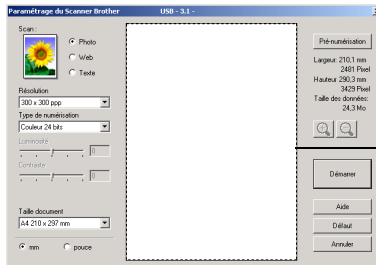 Paramétrage du Scanner Brother USB - 3.1 -
Scan :
Photo
Web
Texte
Résolution
300 x 300 ppp
Type de numérisation
Couleur 24 bits
Luminosité
0
Contraste
0
Taille document
A4 210 x 297 mm
mm pouce
Pré-numérisation
Largeur: 210,1 mm
2481 Pixel
Hauteur 290,3 mm
3429 Pixel
Taille des données:
24,3 Mo
Démarrer
Aide
Défaut
Annuler